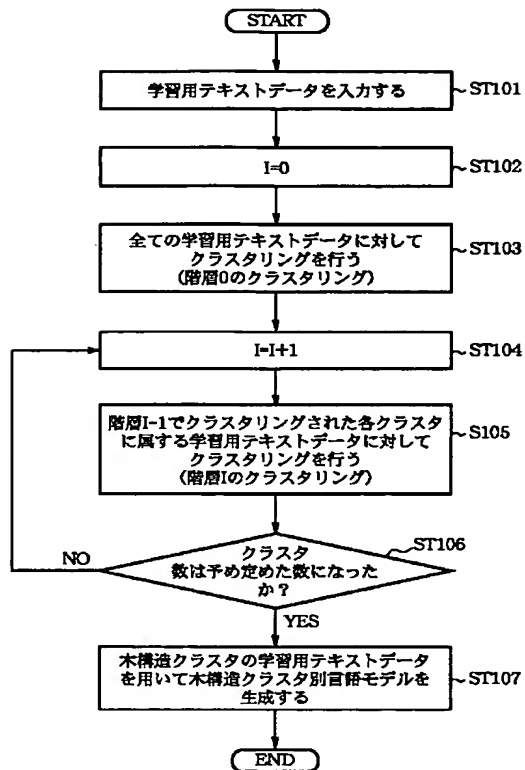 START
学習用テキストデータを入力する
ST101
I=0
ST102
全ての学習用テキストデータに対して
クラスタリングを行う
(階層0のクラスタリング)
ST103
I=I+1
ST104
階層I-1でクラスタリングされた各クラスタ
に属する学習用テキストデータに対して
クラスタリングを行う
(階層Iのクラスタリング)
S105
クラスタ
数は予め定めた数になった
か?
ST106
NO
YES
木構造クラスタの学習用テキストデータ
を用いて木構造クラスタ別言語モデルを
生成する
ST107
END